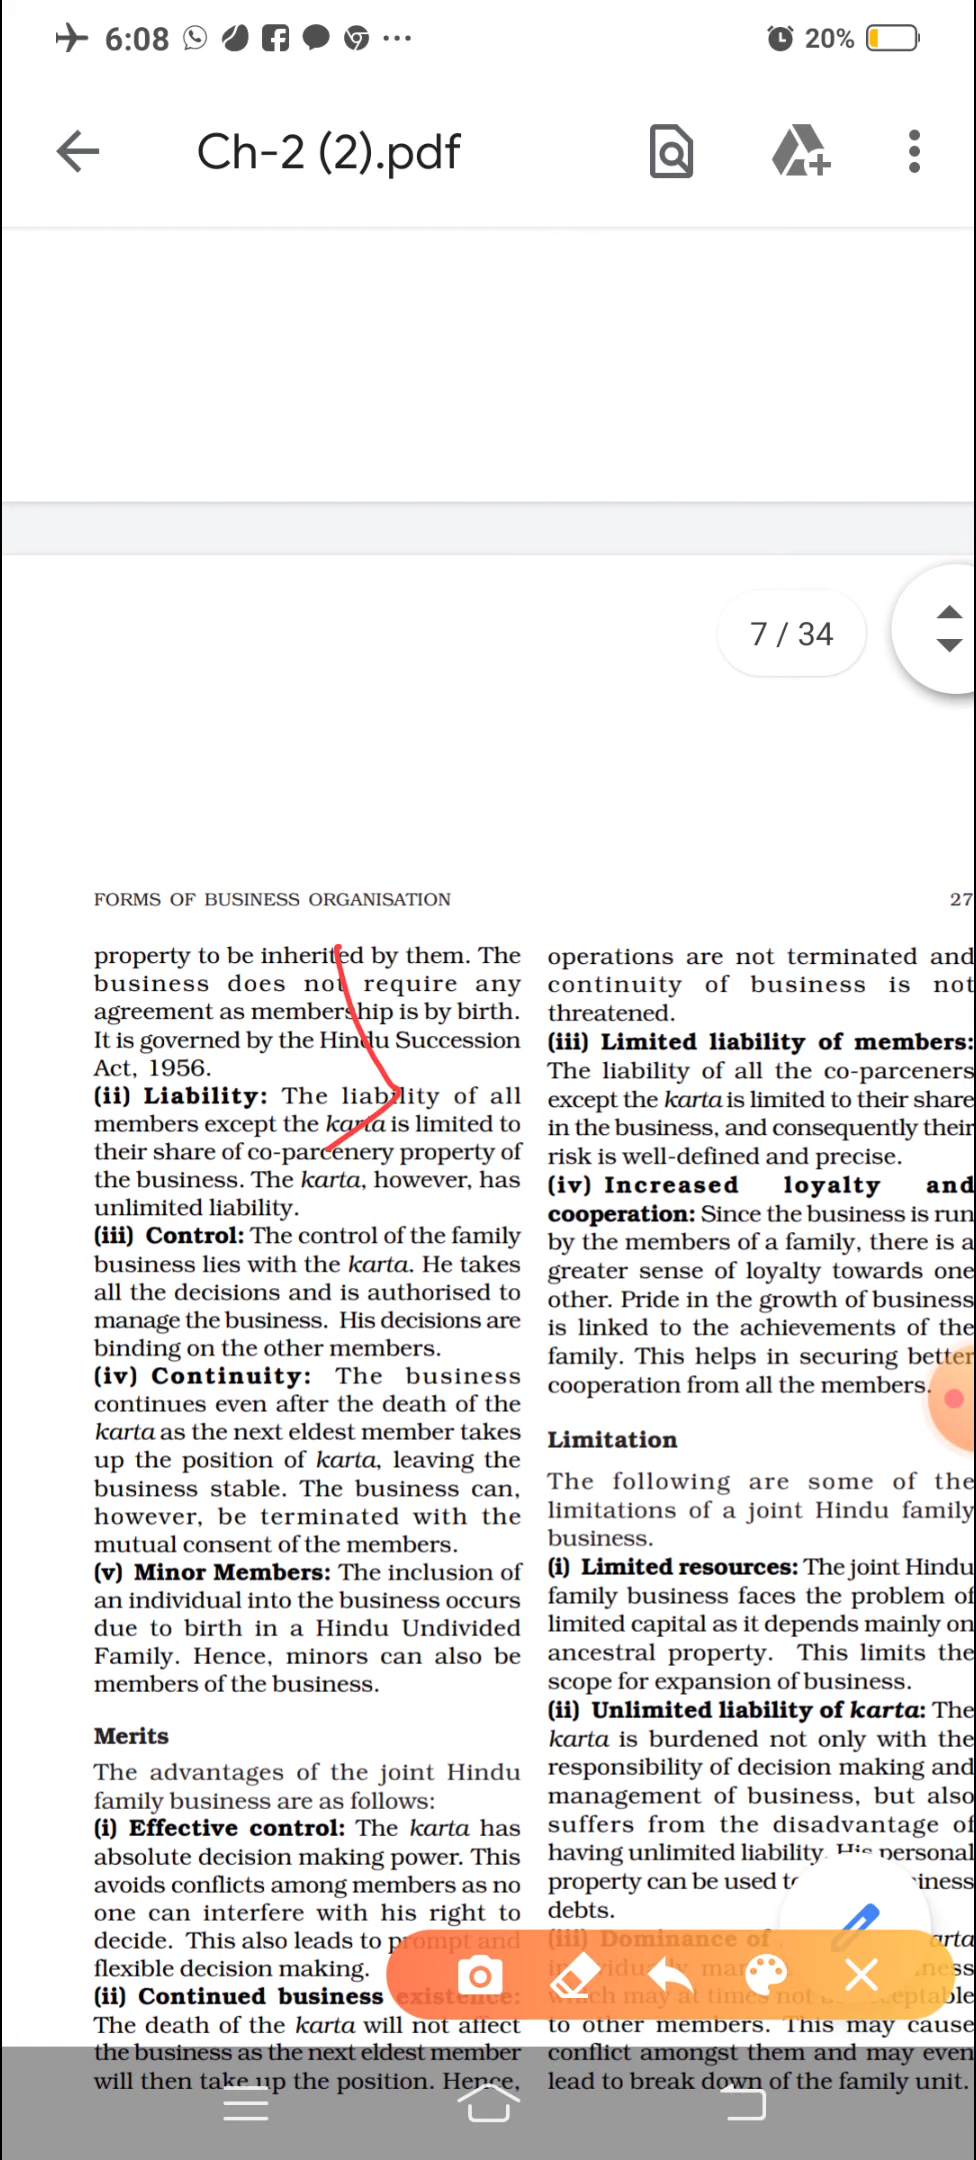 6:08
20%
Ch-2 (2).pdf
7 / 34
FORMS OF BUSINESS ORGANISATION
27
property to be inherited by them. The
business does not require any
agreement as membership is by birth.
It is governed by the Hindu Succession
Act, 1956.
(ii) Liability: The liability of all
members except the karta is limited to
their share of co-parcenery property of
the business. The karta, however, has
unlimited liability.
(iii) Control: The control of the family
business lies with the karta. He takes
all the decisions and is authorised to
manage the business. His decisions are
binding on the other members.
(iv) Continuity: The business
continues even after the death of the
karta as the next eldest member takes
up the position of karta, leaving the
business stable. The business can,
however, be terminated with the
mutual consent of the members.
(v) Minor Members: The inclusion of
an individual into the business occurs
due to birth in a Hindu Undivided
Family. Hence, minors can also be
members of the business.
Merits
The advantages of the joint Hindu
family business are as follows:
(i) Effective control: The karta has
absolute decision making power. This
avoids conflicts among members as no
one can interfere with his right to
decide. This also leads to prompt and
flexible decision making.
(ii) Continued business existence:
The death of the karta will not affect
the business as the next eldest member
will then take up the position. Hence,
operations are not terminated and
continuity of business is not
threatened.
(iii) Limited liability of members:
The liability of all the co-parceners
except the karta is limited to their share
in the business, and consequently their
risk is well-defined and precise.
(iv) Increased loyalty and
cooperation: Since the business is run
by the members of a family, there is a
greater sense of loyalty towards one
other. Pride in the growth of business
is linked to the achievements of the
family. This helps in securing better
cooperation from all the members.
Limitation
The following are some of the
limitations of a joint Hindu family
business.
(i) Limited resources: The joint Hindu
family business faces the problem of
limited capital as it depends mainly on
ancestral property. This limits the
scope for expansion of business.
(ii) Unlimited liability of karta: The
karta is burdened not only with the
responsibility of decision making and
management of business, but also
suffers from the disadvantage of
having unlimited liability. His personal
property can be used
debts.
(iii) Dominance of
which may at times not
to other members. This may cause
conflict amongst them and may even
lead to break down of the family unit.